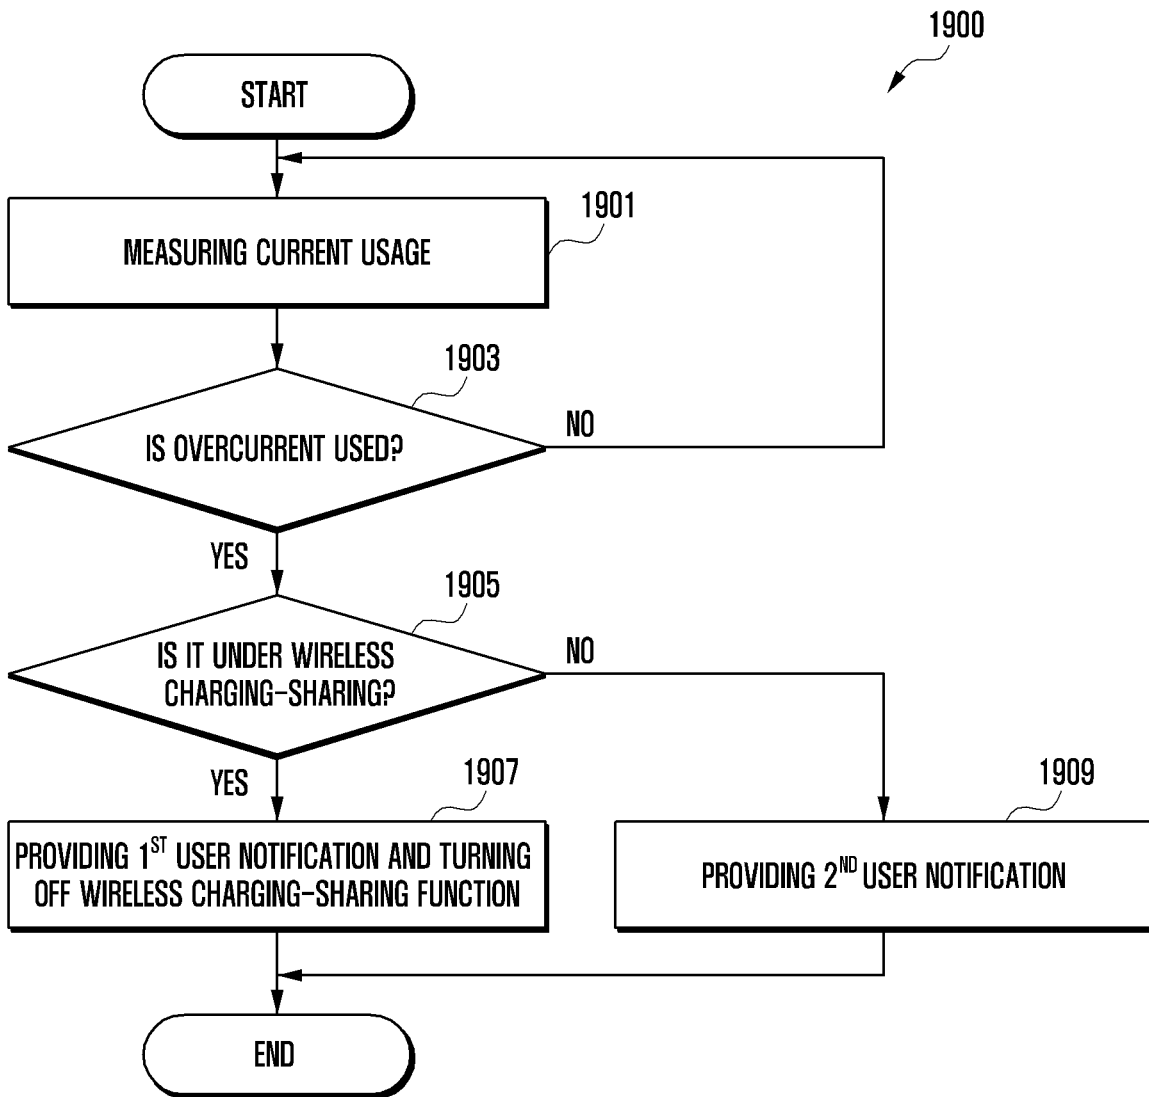 1900
START
1901
MEASURING CURRENT USAGE
1903
IS OVERCURRENT USED?
NO
YES
1905
IS IT UNDER WIRELESS
CHARGING-SHARING?
NO
YES
1907
PROVIDING 1ST USER NOTIFICATION AND TURNING
OFF WIRELESS CHARGING-SHARING FUNCTION
1909
PROVIDING 2ND USER NOTIFICATION
END